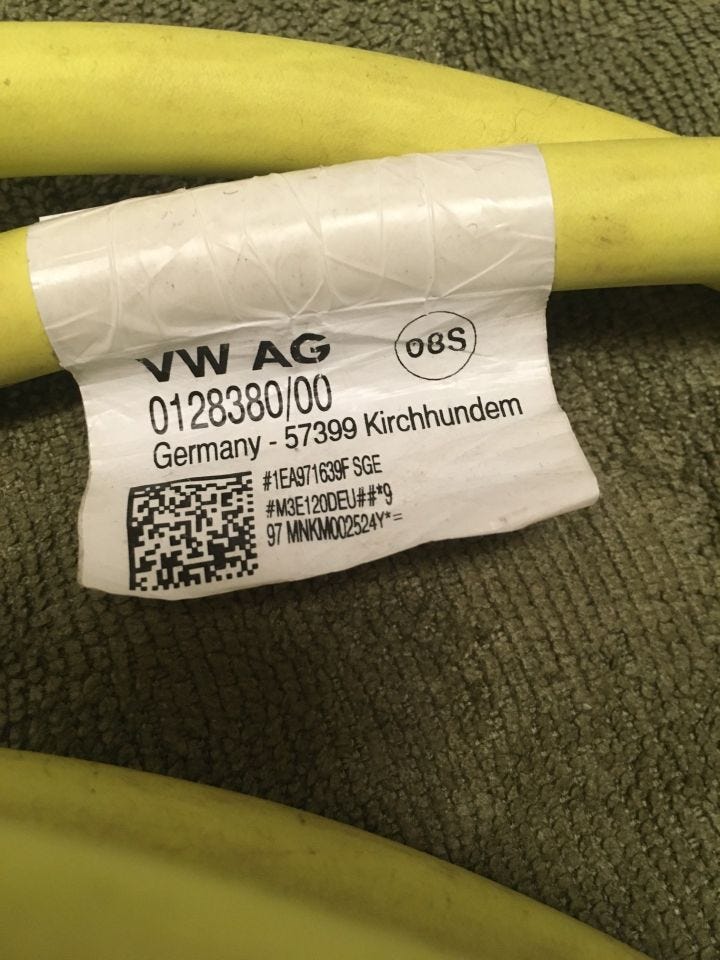 VW AG
08S
0128380/00
Germany - 57399 Kirchhundem
#1EA971639F SGE
#M3E120DEU##*9
97 MNKM002524Y*=